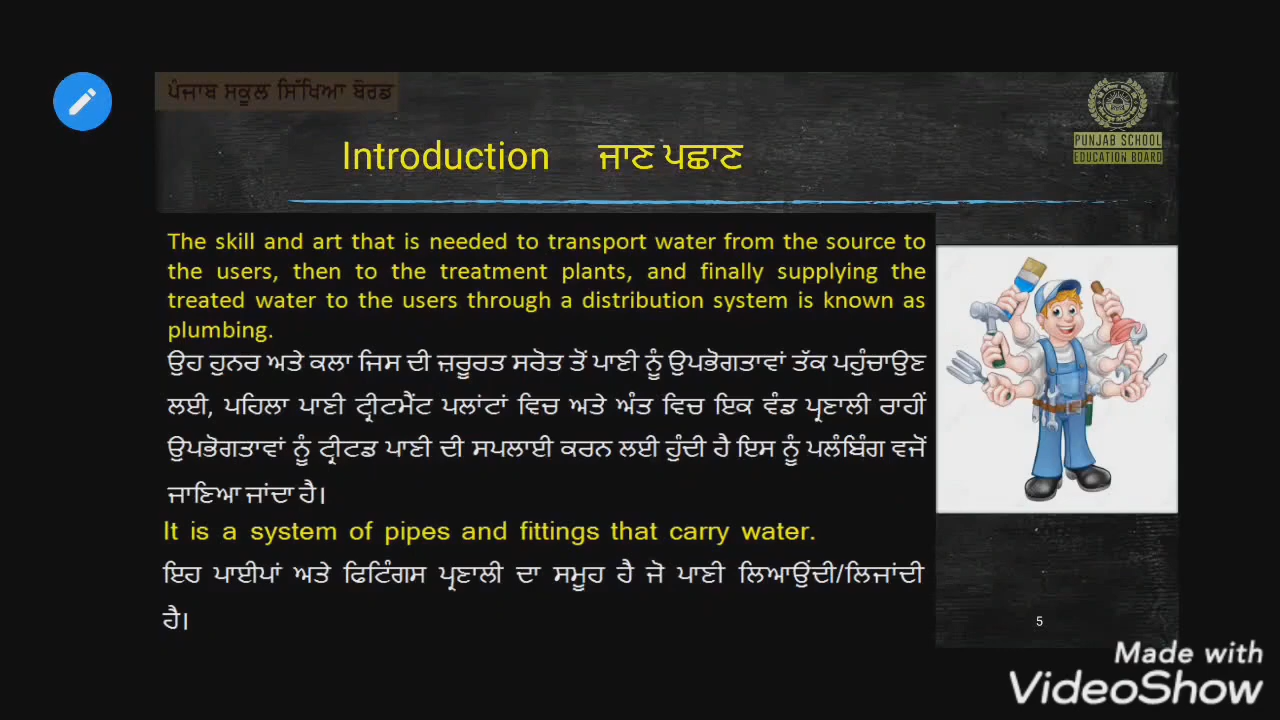 ਪੰਜਾਬ ਸਕੂਲ ਸਿੱਖਿਆ ਬੋਰਡ
PUNJAB SCHOOL
EDUCATION BOARD
Introduction ਜਾਣ ਪਛਾਣ
The skill and art that is needed to transport water from the source to
the users, then to the treatment plants, and finally supplying the
treated water to the users through a distribution system is known as
plumbing.
ਉਹ ਹੁਨਰ ਅਤੇ ਕਲਾ ਜਿਸ ਦੀ ਜ਼ਰੂਰਤ ਸਰੋਤ ਤੋਂ ਪਾਣੀ ਨੂੰ ਉਪਭੋਗਤਾਵਾਂ ਤੱਕ ਪਹੁੰਚਾਉਣ
ਲਈ, ਪਹਿਲਾ ਪਾਣੀ ਟ੍ਰੀਟਮੈਂਟ ਪਲਾਂਟਾਂ ਵਿਚ ਅਤੇ ਅੰਤ ਵਿਚ ਇਕ ਵੰਡ ਪ੍ਰਣਾਲੀ ਰਾਹੀਂ
ਉਪਭੋਗਤਾਵਾਂ ਨੂੰ ਟ੍ਰੀਟਡ ਪਾਣੀ ਦੀ ਸਪਲਾਈ ਕਰਨ ਲਈ ਹੁੰਦੀ ਹੈ ਇਸ ਨੂੰ ਪਲੰਬਿੰਗ ਵਜੋਂ
ਜਾਣਿਆ ਜਾਂਦਾ ਹੈ।
It is a system of pipes and fittings that carry water.
ਇਹ ਪਾਈਪਾਂ ਅਤੇ ਫਿਟਿੰਗਸ ਪ੍ਰਣਾਲੀ ਦਾ ਸਮੂਹ ਹੈ ਜੋ ਪਾਣੀ ਲਿਆਉਂਦੀ/ਲਿਜਾਂਦੀ
ਹੈ।
5
Made with
VideoShow